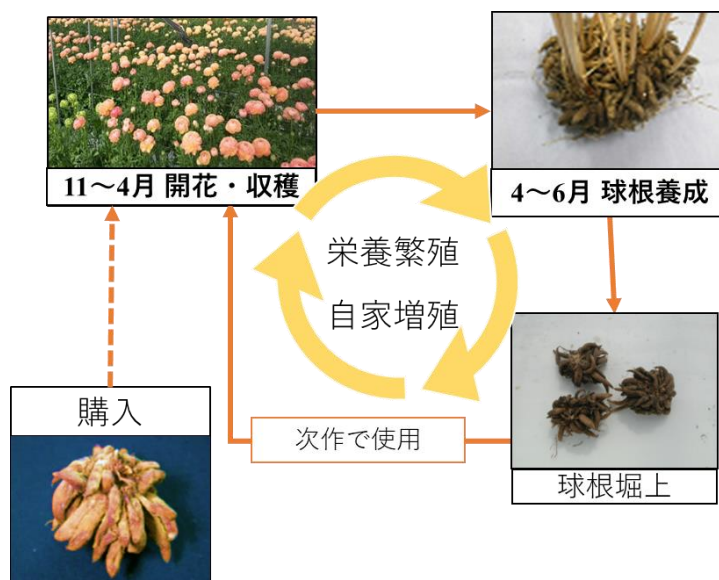 11～4月 開花・収穫
4～6月 球根養成
栄養繁殖
自家増殖
購入
次作で使用
球根堀上